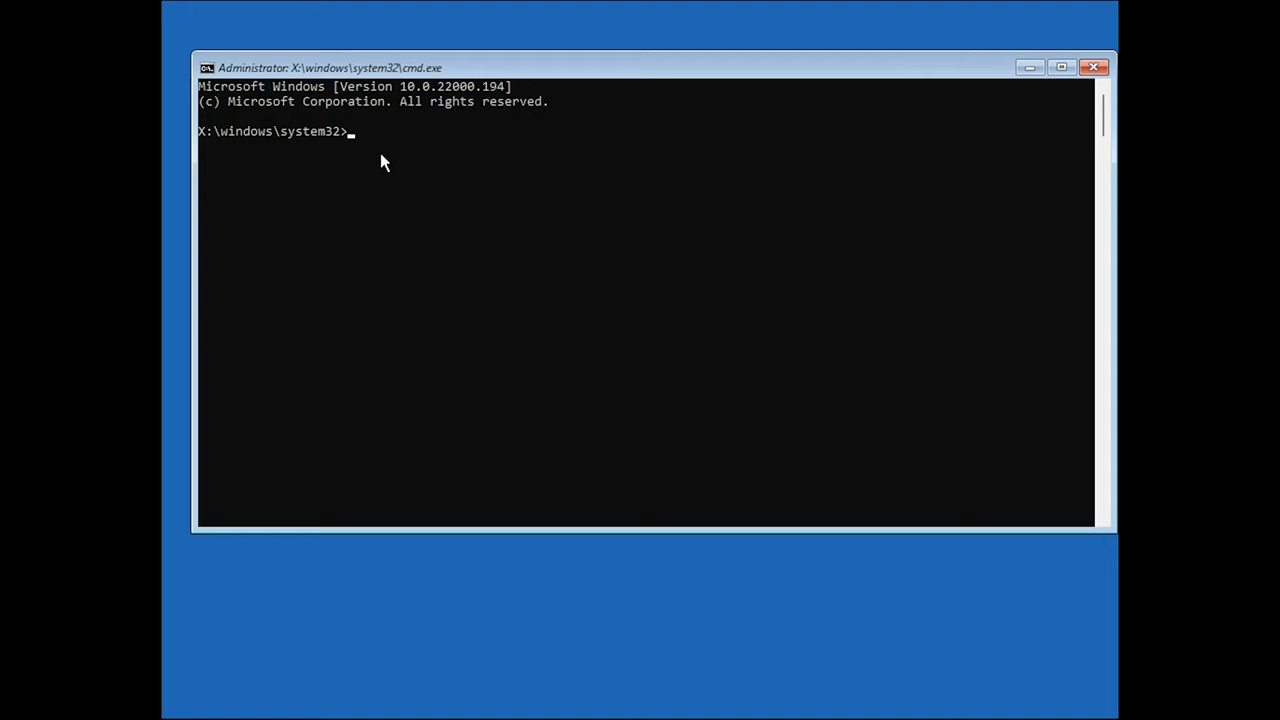 Administrator: X:\windows\system32\cmd.exe
Microsoft Windows [Version 10.0.22000.194]
(c) Microsoft Corporation. All rights reserved.
X:\windows\system32>